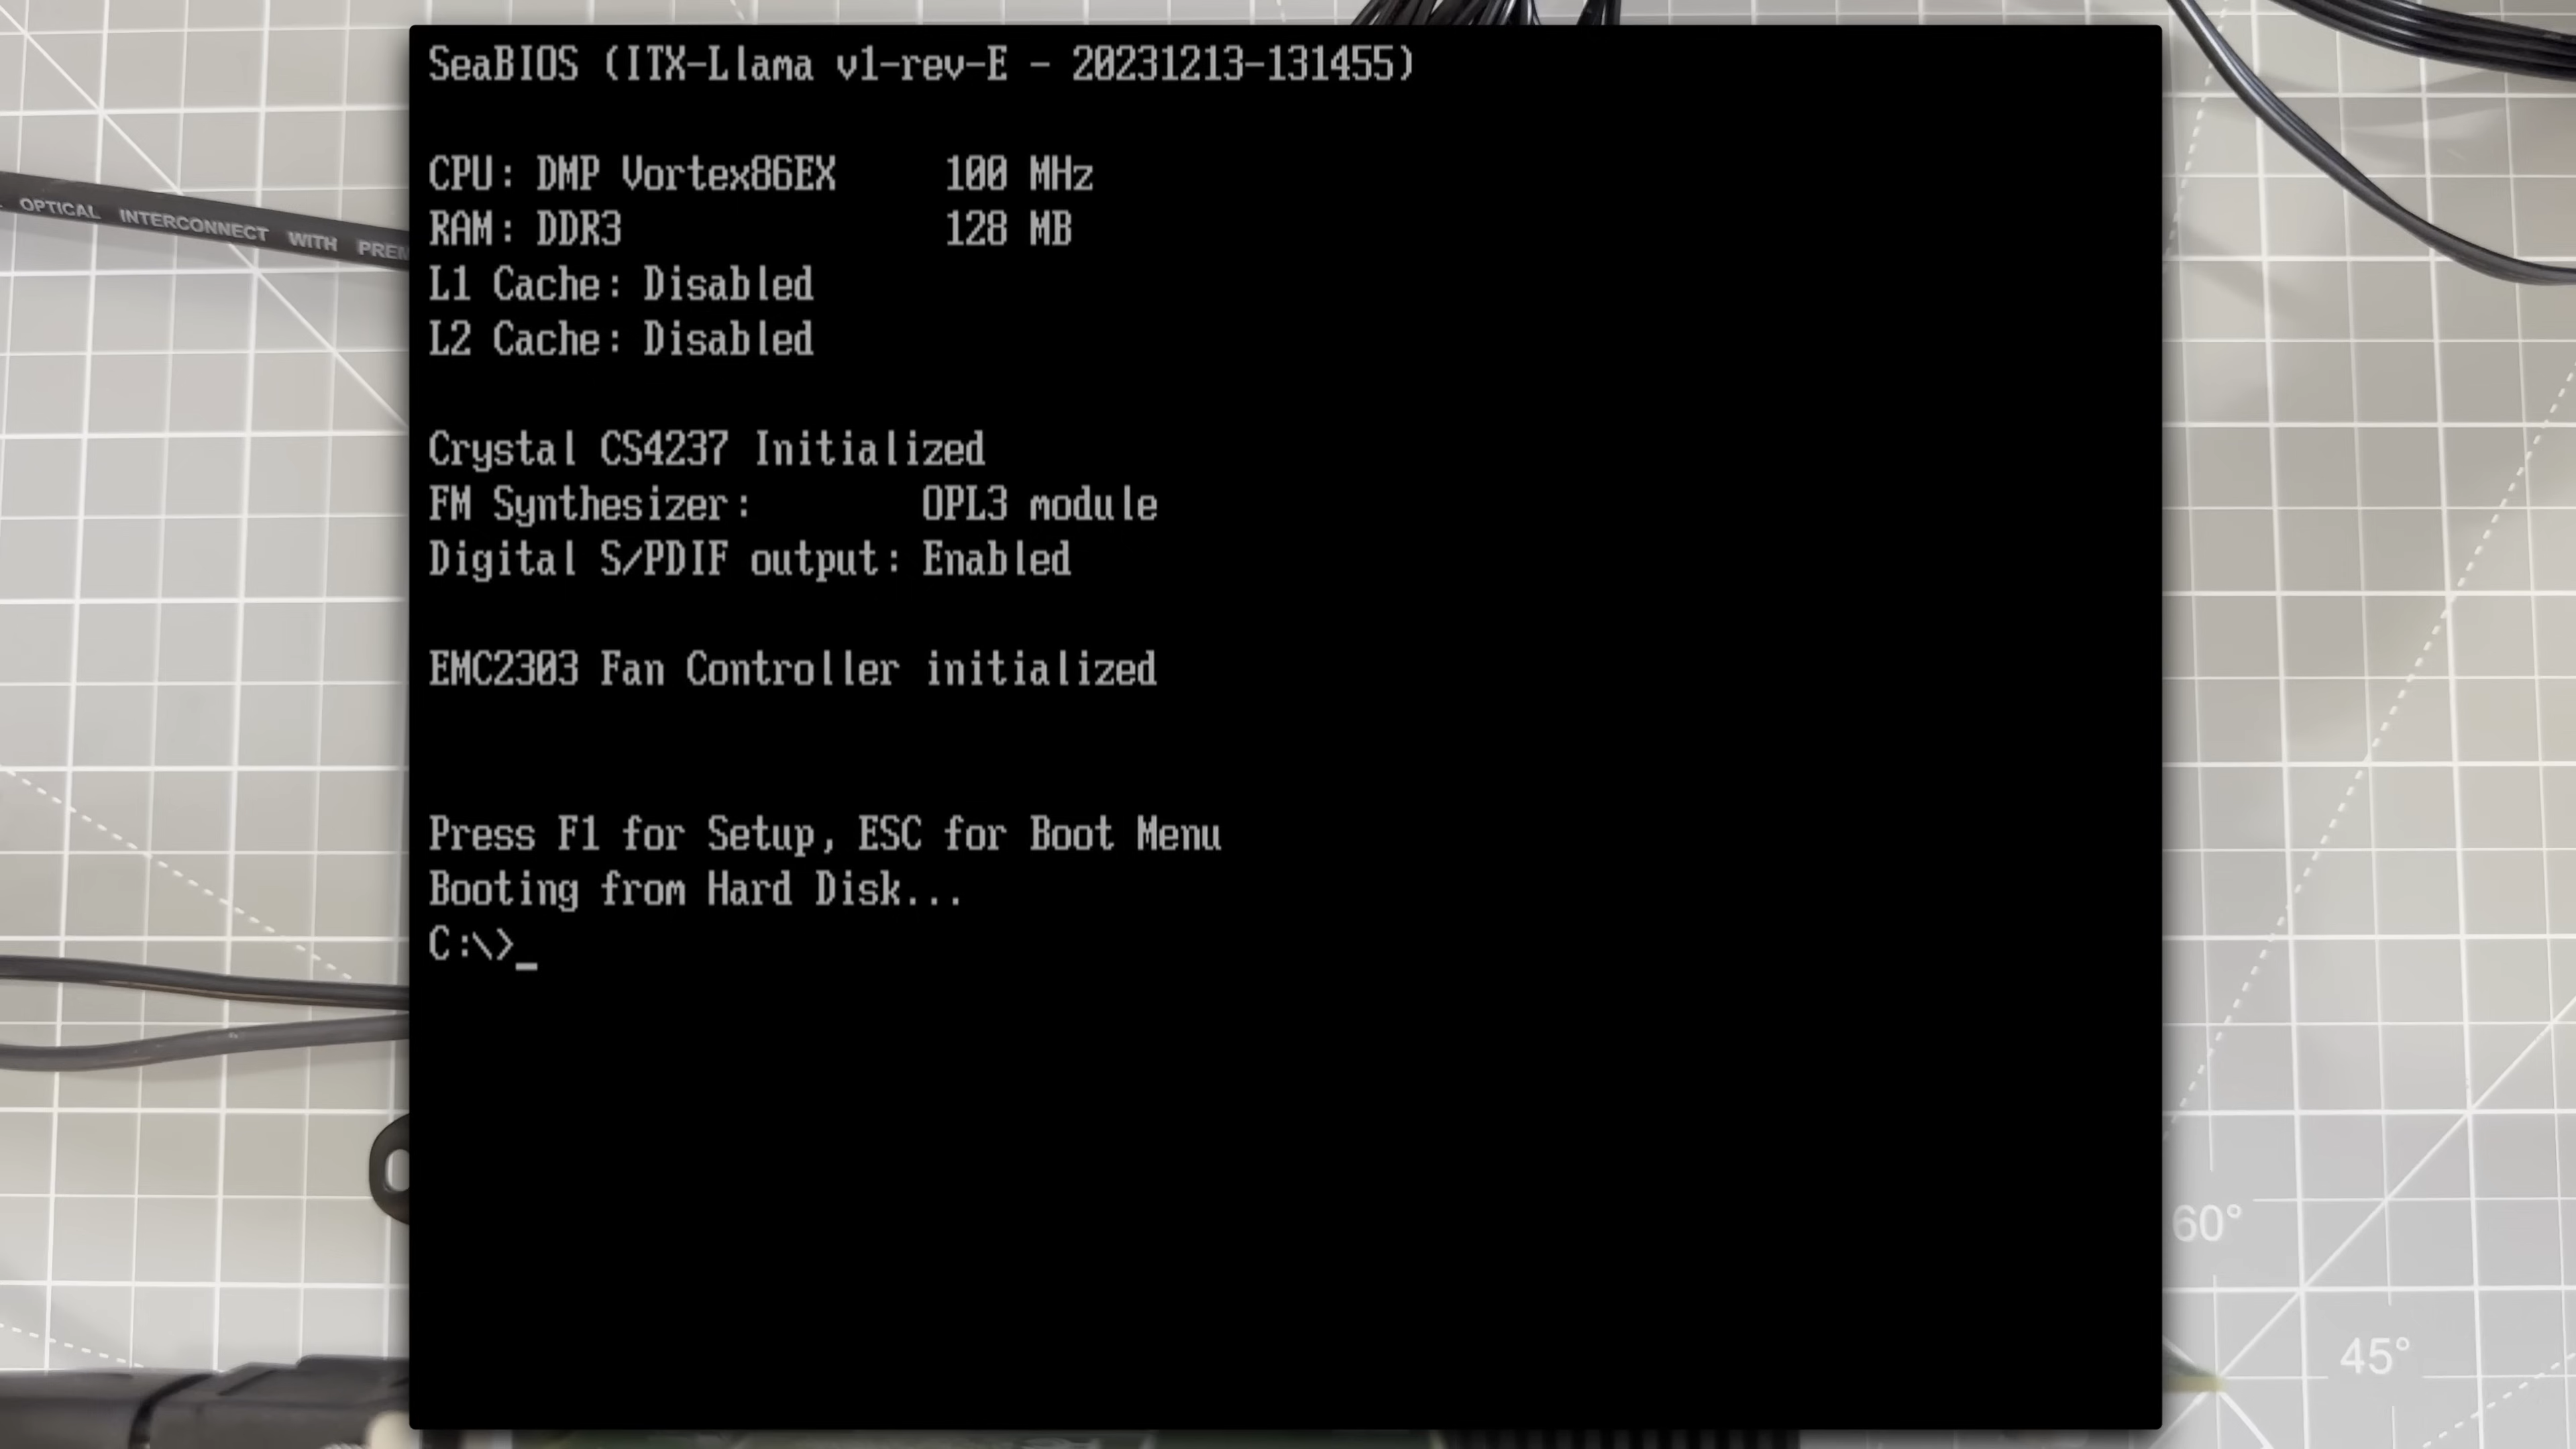 SeaBIOS (ITX-Llama v1-rev-E - 20231213-131455)
CPU: DMP Vortex86EX 100 MHz
RAM: DDR3 128 MB
L1 Cache: Disabled
L2 Cache: Disabled
Crystal CS4237 Initialized
FM Synthesizer: OPL3 module
Digital S/PDIF output: Enabled
EMC2303 Fan Controller initialized
Press F1 for Setup, ESC for Boot Menu
Booting from Hard Disk...
C:\>_
OPTICAL INTERCONNECT WITH
60°
45°